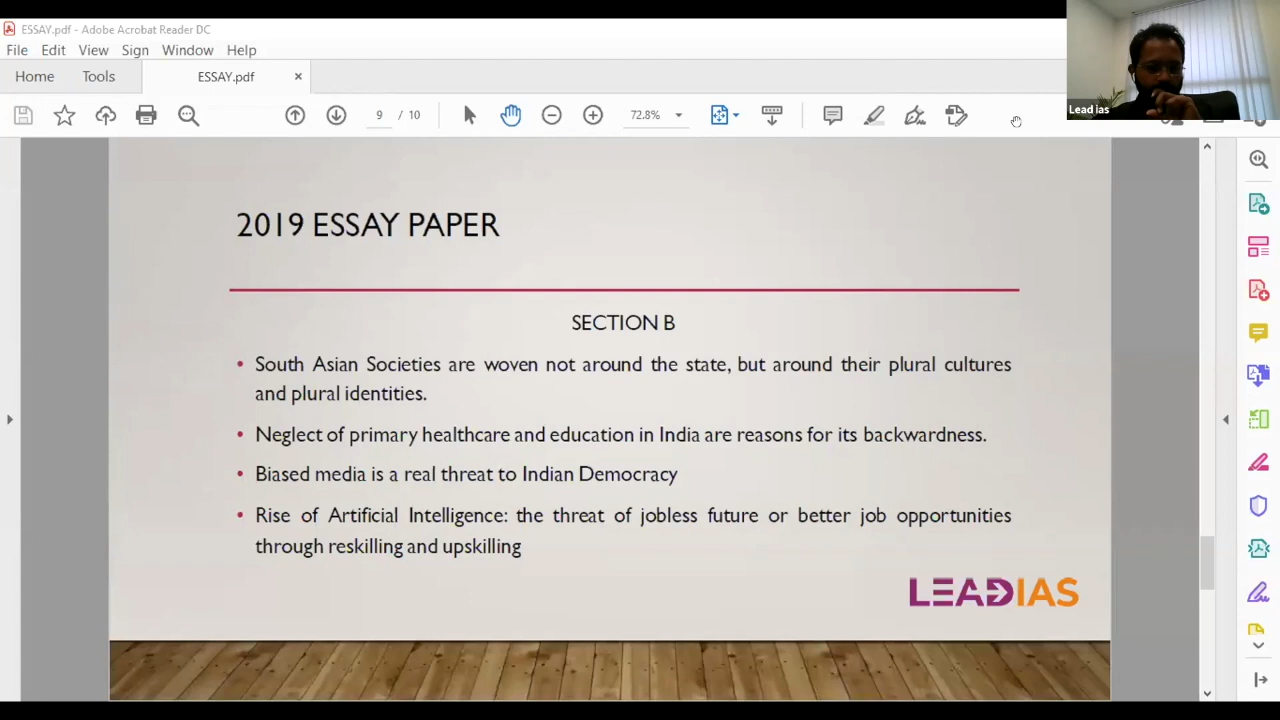 ESSAY.pdf - Adobe Acrobat Reader DC
File Edit View Sign Window Help
Home Tools ESSAY.pdf ×
9 / 10 72.8%
Lead ias
2019 ESSAY PAPER
SECTION B
• South Asian Societies are woven not around the state, but around their plural cultures
and plural identities.
• Neglect of primary healthcare and education in India are reasons for its backwardness.
• Biased media is a real threat to Indian Democracy
• Rise of Artificial Intelligence: the threat of jobless future or better job opportunities
through reskilling and upskilling
LEADIAS